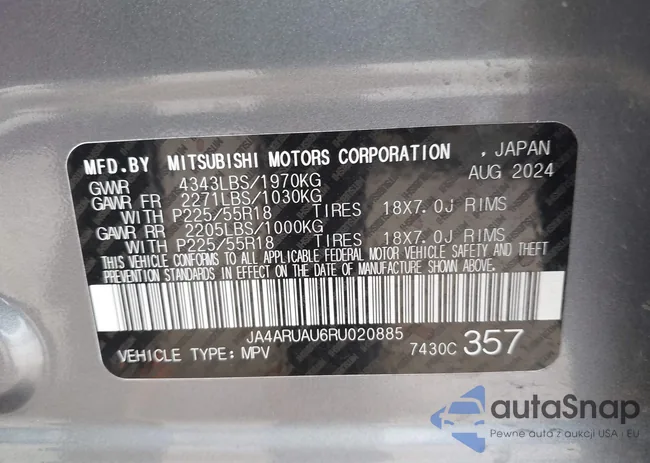 MFD.BY MITSUBISHI MOTORS CORPORATION , JAPAN
GWR 4343LBS/1970KG AUG 2024
GAWR FR 2271LBS/1030KG
WITH P225/55R18 TIRES 18X7.0J RIMS
GAWR RR 2205LBS/1000KG
WITH P225/55R18 TIRES 18X7.0J RIMS
THIS VEHICLE CONFORMS TO ALL APPLICABLE FEDERAL MOTOR VEHICLE SAFETY AND THEFT
PREVENTION STANDARDS IN EFFECT ON THE DATE OF MANUFACTURE SHOWN ABOVE.
JA4ARUAU6RU020885
VEHICLE TYPE: MPV 7430C 357
autaSnap
Pewne auta z aukcji USA i EU